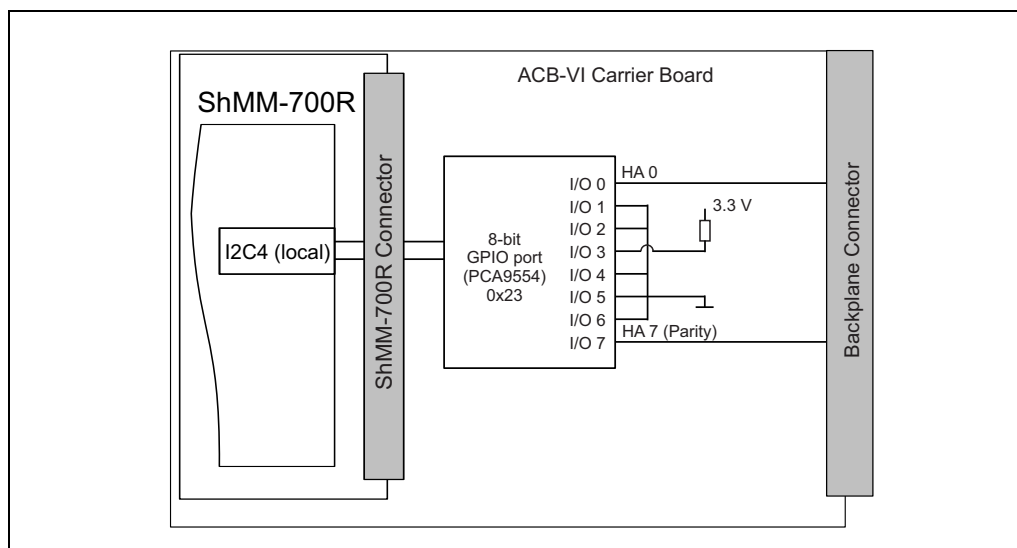 ACB-VI Carrier Board
ShMM-700R
ShMM-700R Connector
I2C4 (local)
8-bit
GPIO port
(PCA9554)
0x23
I/O 0
I/O 1
I/O 2
I/O 3
I/O 4
I/O 5
I/O 6
I/O 7
HA 0
3.3 V
HA 7 (Parity)
Backplane Connector